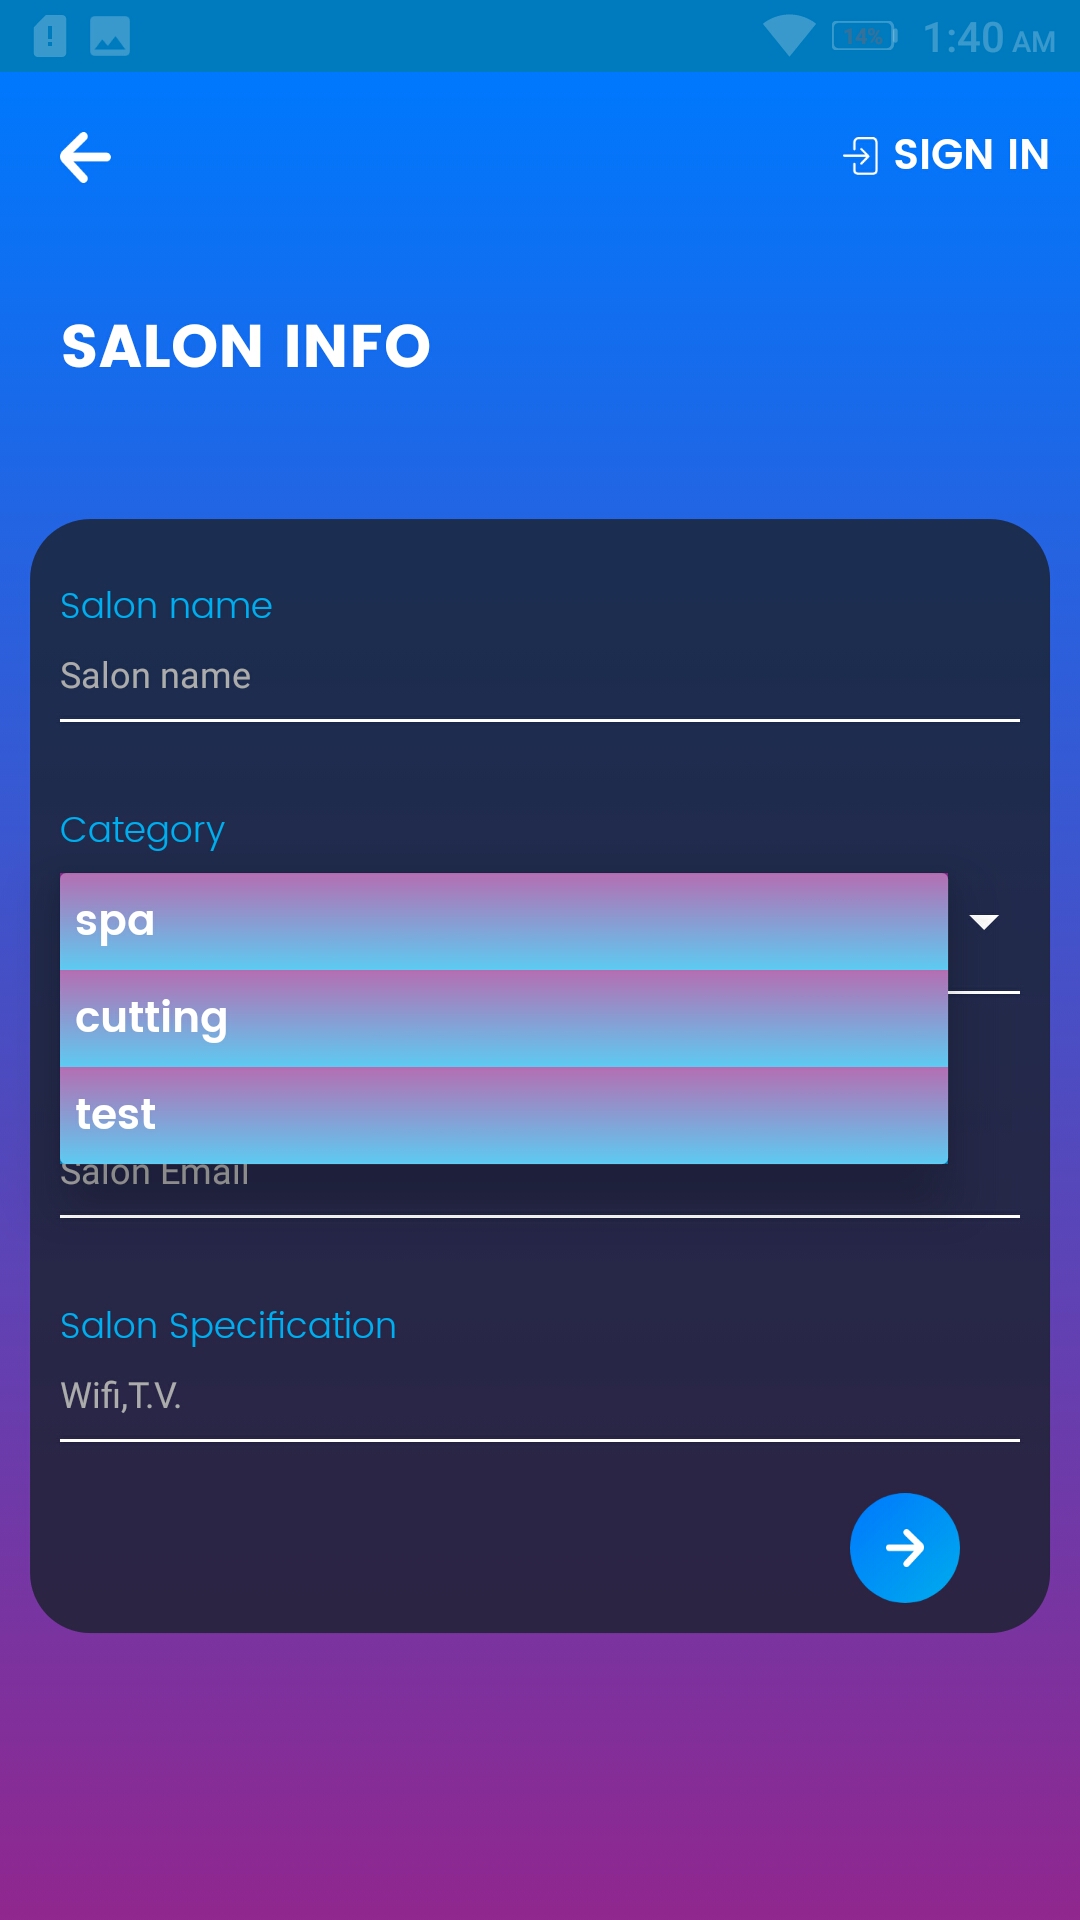 14% 1:40 AM
SIGN IN
SALON INFO
Salon name
Salon name
Category
spa
cutting
test
Salon Email
Salon Specification
Wifi,T.V.